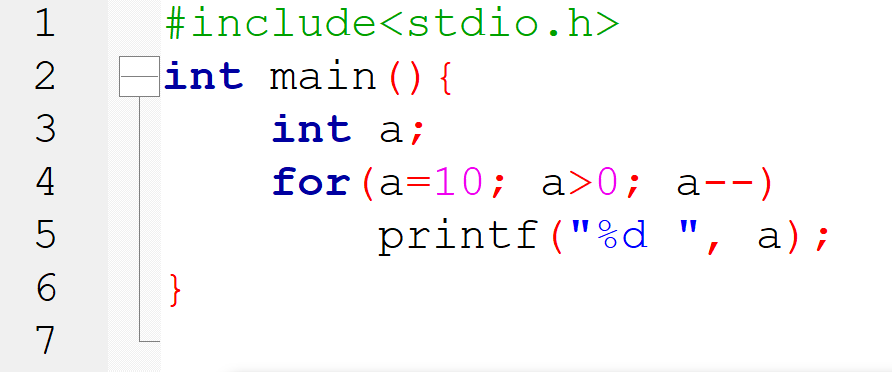 1 #include<stdio.h>
2 int main(){
3     int a;
4     for(a=10; a>0; a--)
5         printf("%d ", a);
6 }
7